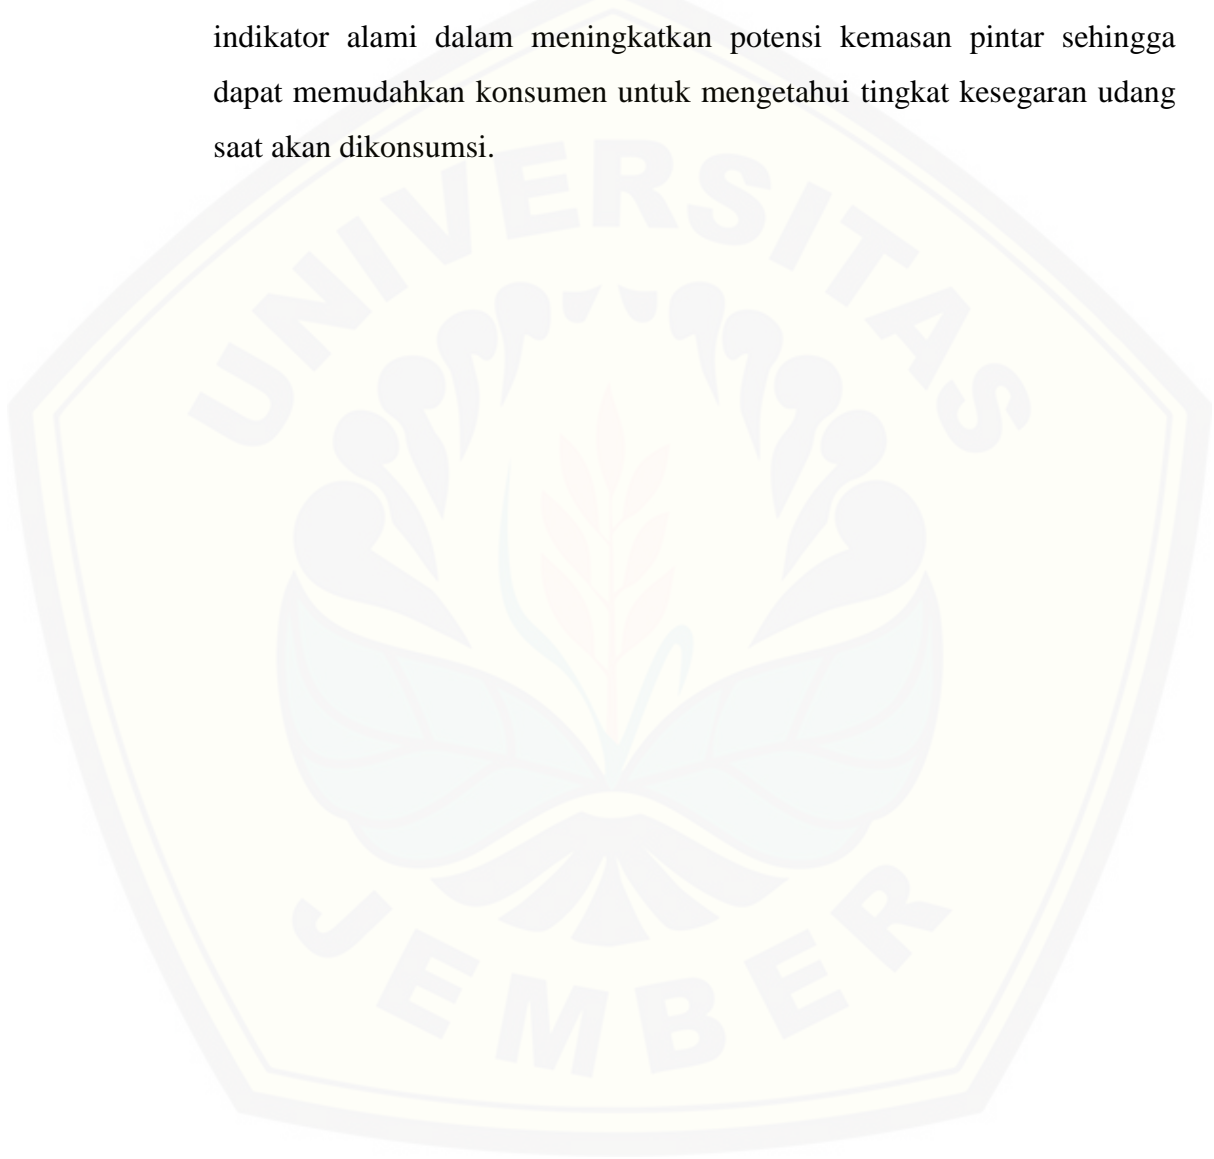 indikator alami dalam meningkatkan potensi kemasan pintar sehingga
dapat memudahkan konsumen untuk mengetahui tingkat kesegaran udang
saat akan dikonsumsi.
UNIVERSITAS
JEMBER